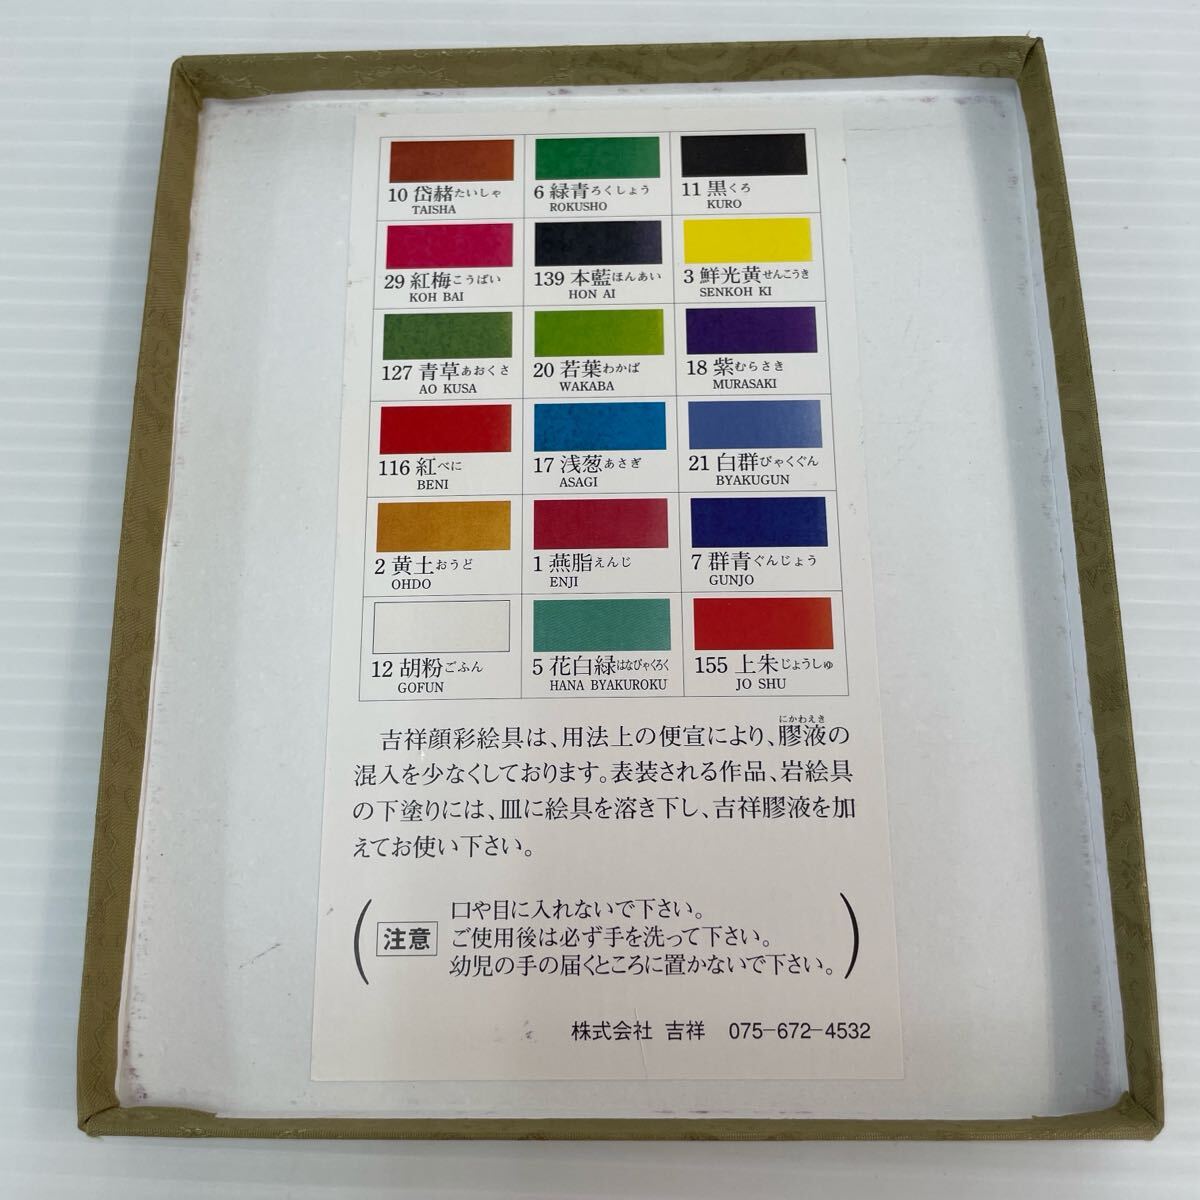 10 岱赭たいしゃ
TAISHA
6 緑青ろくしょう
ROKUSHO
11 黒くろ
KURO
29 紅梅こうばい
KOH BAI
139 本藍ほんあい
HON AI
3 鮮光黄せんこうき
SENKOH KI
127 青草あおくさ
AO KUSA
20 若葉わかば
WAKABA
18 紫むらさき
MURASAKI
116 紅べに
BENI
17 浅葱あさぎ
ASAGI
21 白群びゃくぐん
BYAKUGUN
2 黄土おうど
OHDO
1 燕脂えんじ
ENJI
7 群青ぐんじょう
GUNJO
12 胡粉ごふん
GOFUN
5 花白緑はなびゃくろく
HANA BYAKUROKU
155 上朱じょうしゅ
JO SHU
にかわえき
吉祥顔彩絵具は、用法上の便宣により、膠液の
混入を少なくしております。表装される作品、岩絵具
の下塗りには、皿に絵具を溶き下し、吉祥膠液を加
えてお使い下さい。
注意
口や目に入れないで下さい。
ご使用後は必ず手を洗って下さい。
幼児の手の届くところに置かないで下さい。
株式会社 吉祥 075-672-4532